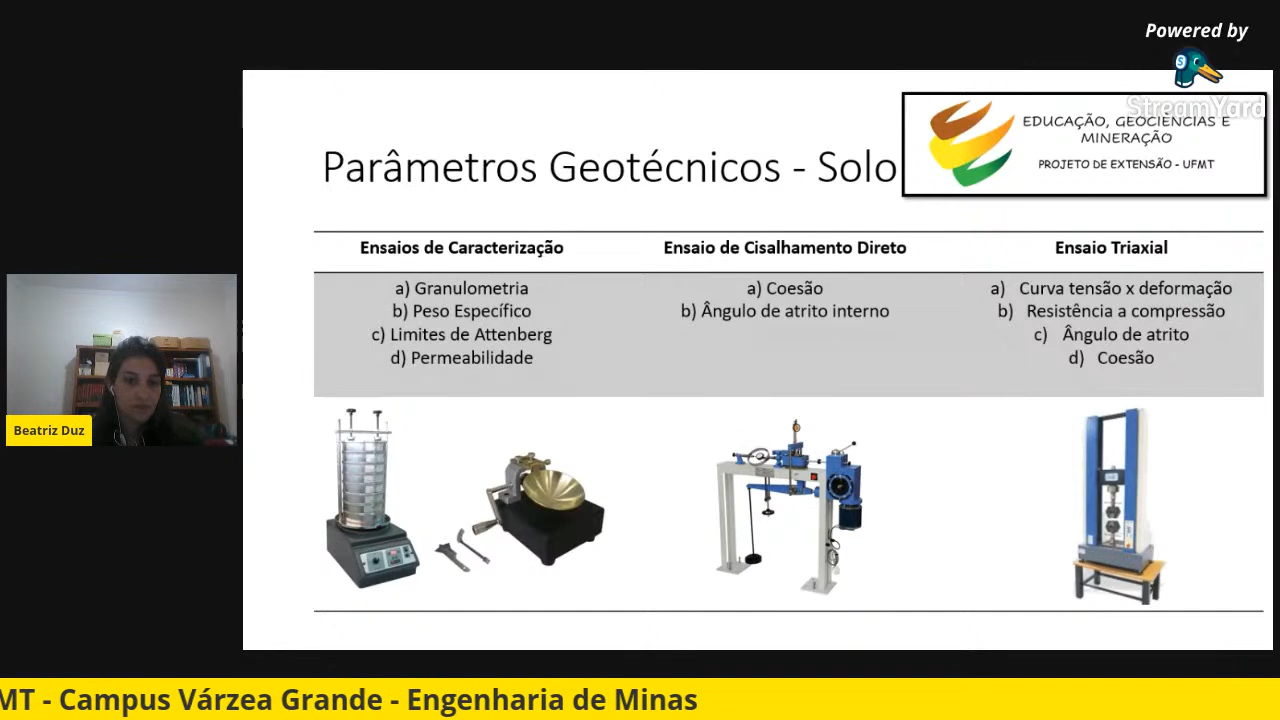 Powered by
StreamYard
EDUCAÇÃO, GEOCIÊNCIAS E
MINERAÇÃO
PROJETO DE EXTENSÃO - UFMT
Parâmetros Geotécnicos - Solo
Ensaios de Caracterização
a) Granulometria
b) Peso Específico
c) Limites de Attenberg
d) Permeabilidade
Ensaio de Cisalhamento Direto
a) Coesão
b) Ângulo de atrito interno
Ensaio Triaxial
a) Curva tensão x deformação
b) Resistência a compressão
c) Ângulo de atrito
d) Coesão
Beatriz Duz
MT - Campus Várzea Grande - Engenharia de Minas